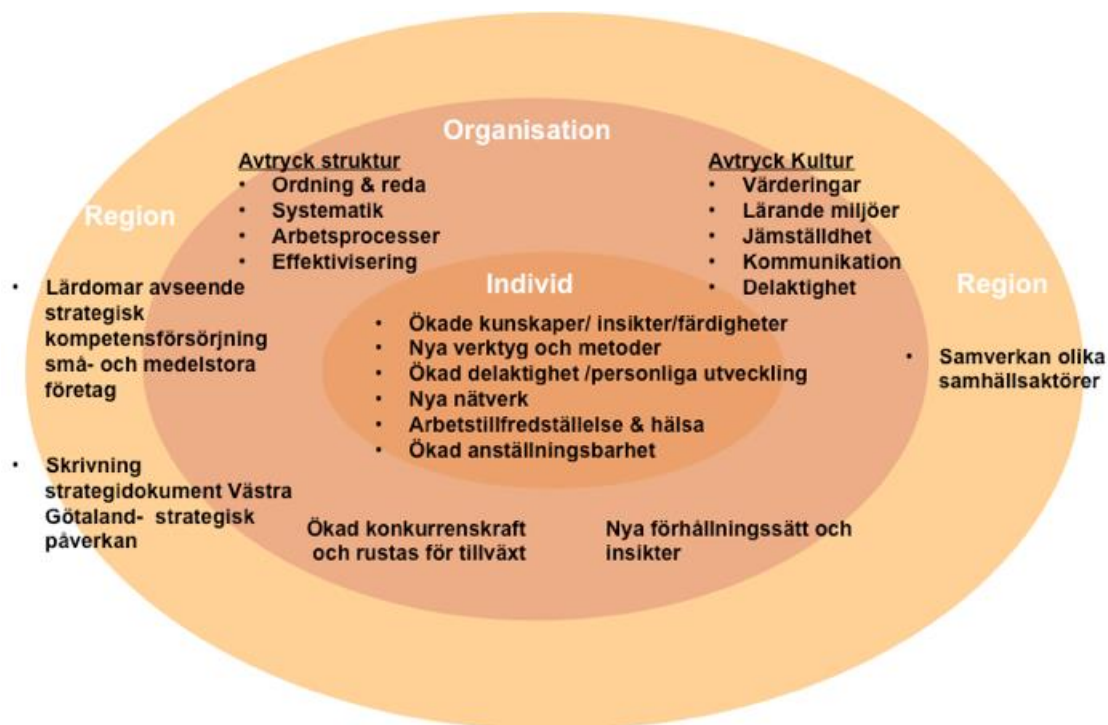 Organisation
Avtryck struktur
• Ordning & reda
• Systematik
• Arbetsprocesser
• Effektivisering
Avtryck Kultur
• Värderingar
• Lärande miljöer
• Jämställdhet
• Kommunikation
• Delaktighet
Region
• Lärdomar avseende
strategisk
kompetensförsörjning
små- och medelstora
företag
• Skrivning
strategidokument Västra
Götaland- strategisk
påverkan
Individ
• Ökade kunskaper/ insikter/färdigheter
• Nya verktyg och metoder
• Ökad delaktighet /personliga utveckling
• Nya nätverk
• Arbetstillfredställelse & hälsa
• Ökad anställningsbarhet
Region
• Samverkan olika
samhällsaktörer
Ökad konkurrenskraft
och rustas för tillväxt
Nya förhållningssätt och
insikter